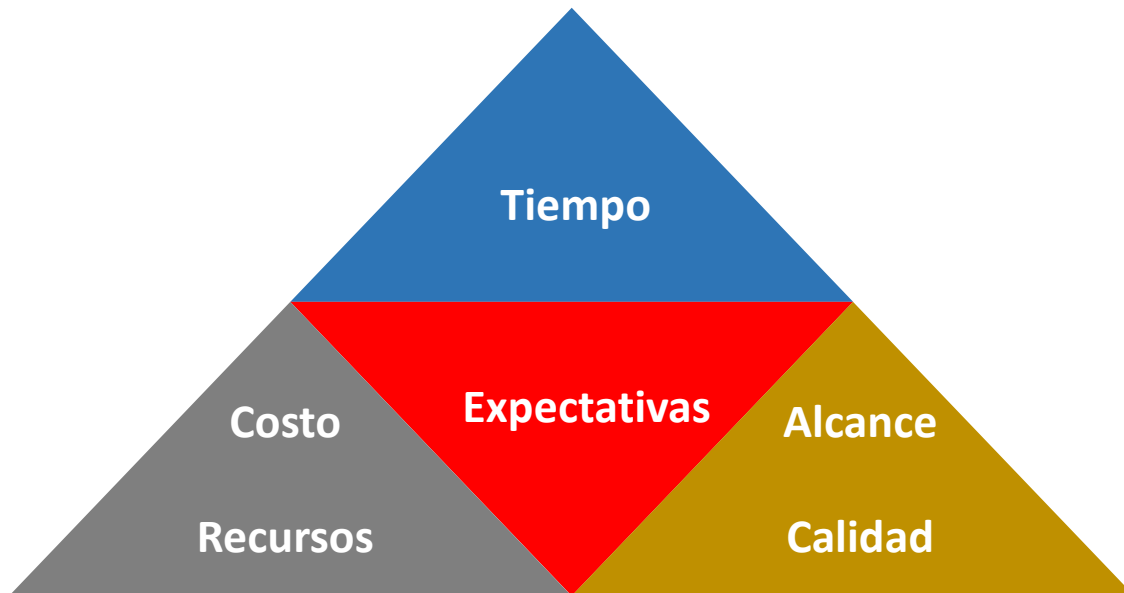 Tiempo
Costo
Recursos
Expectativas
Alcance
Calidad